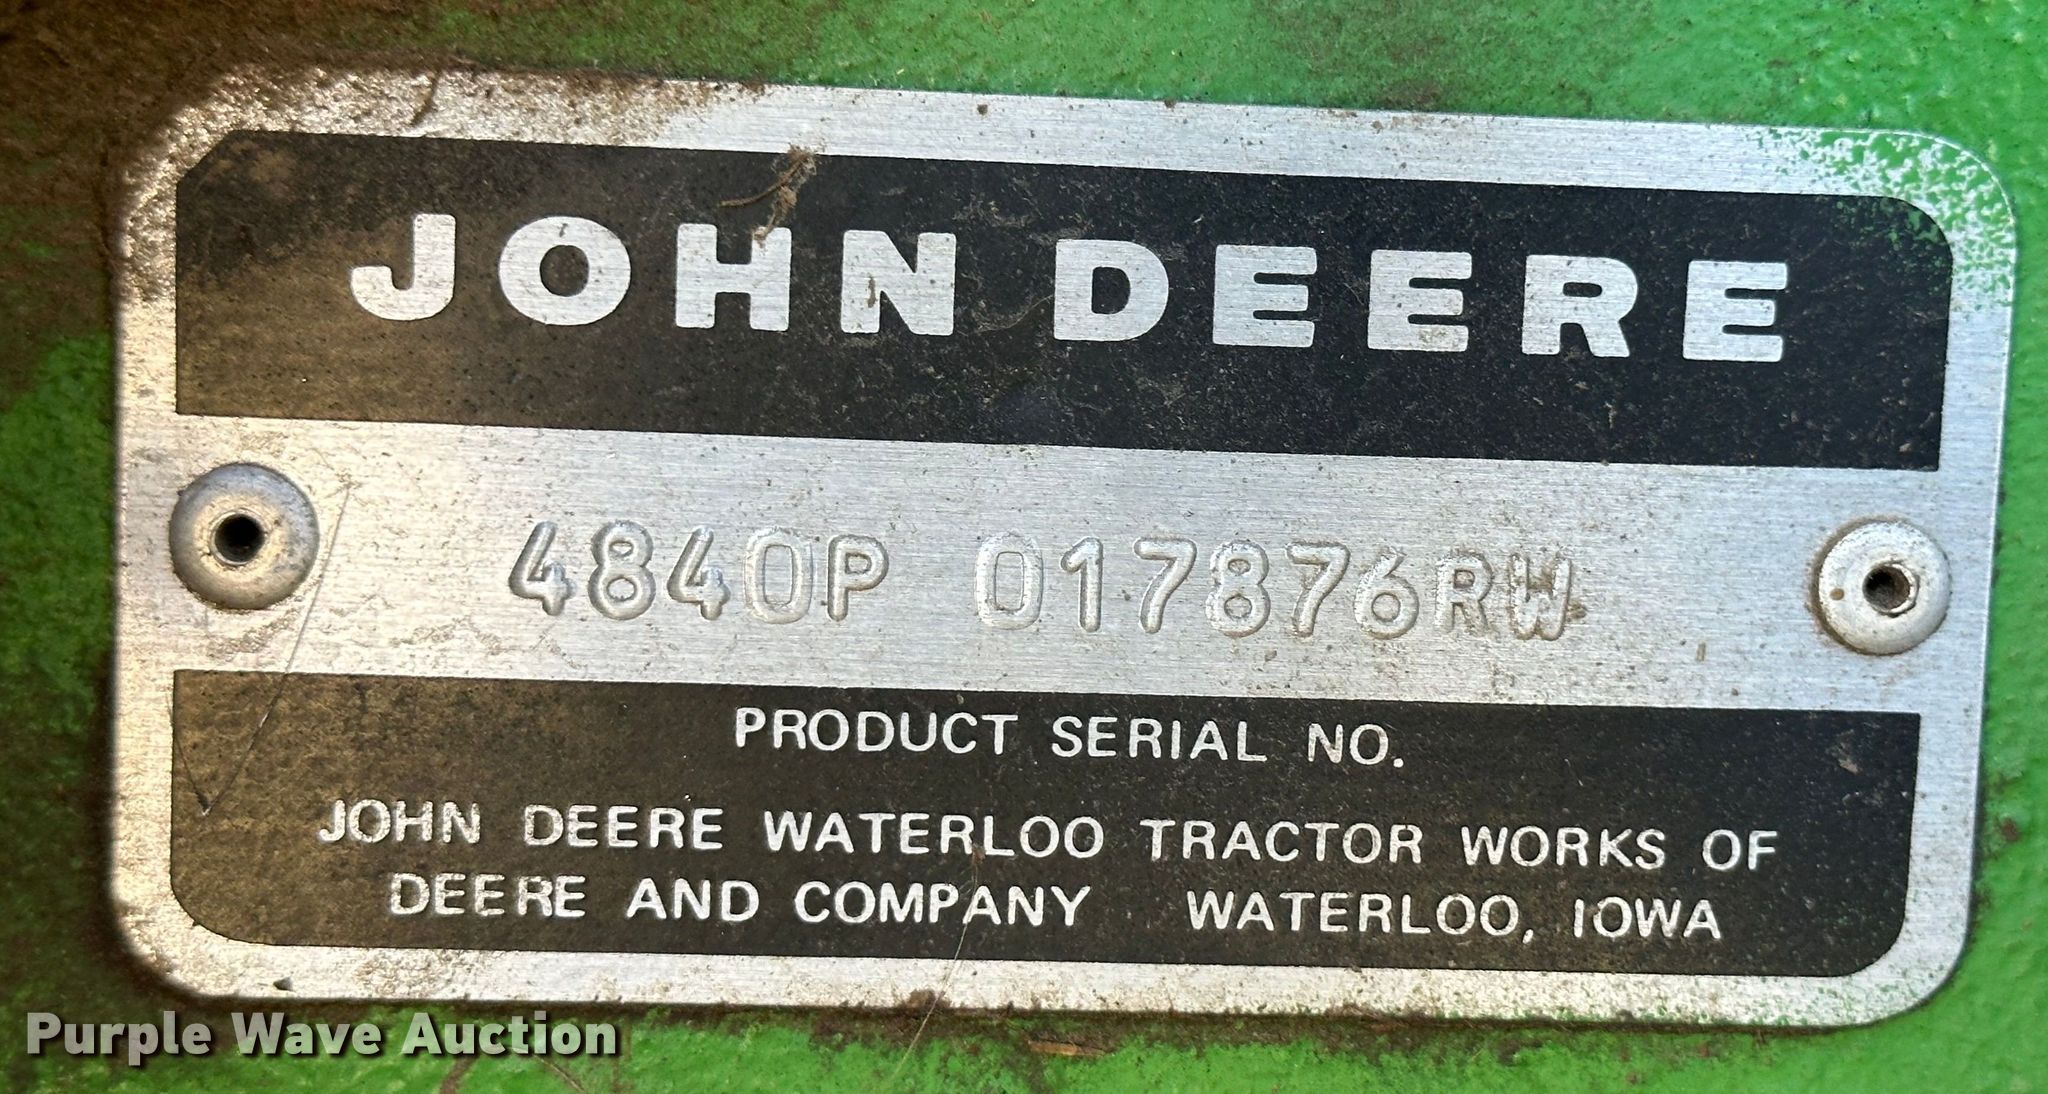 JOHN DEERE
4840P 017876RW
PRODUCT SERIAL NO.
JOHN DEERE WATERLOO TRACTOR WORKS OF
DEERE AND COMPANY WATERLOO, IOWA
Purple Wave Auction